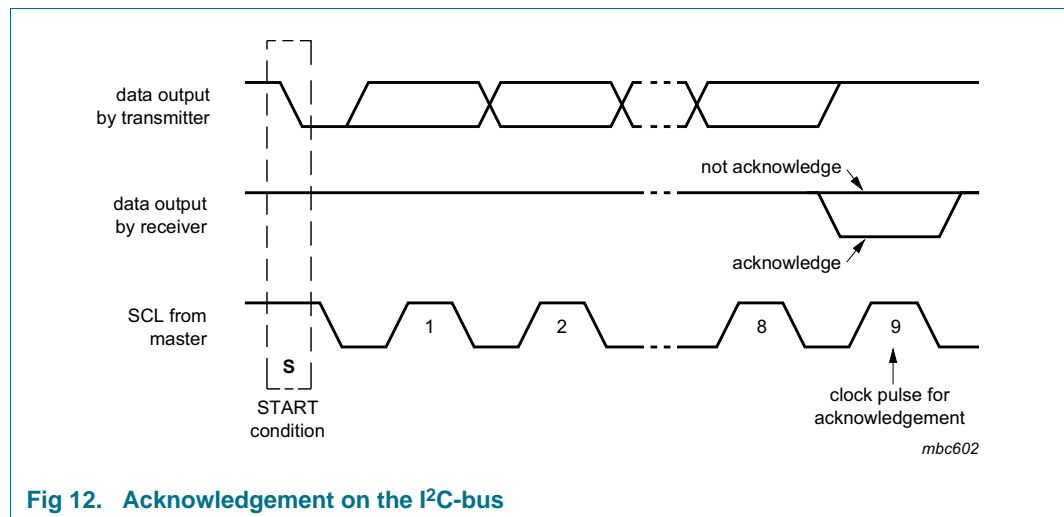 data output
by transmitter
not acknowledge
data output
by receiver
acknowledge
SCL from
master
1
2
8
9
S
START
condition
clock pulse for
acknowledgement
mbc602
Fig 12. Acknowledgement on the I²C-bus